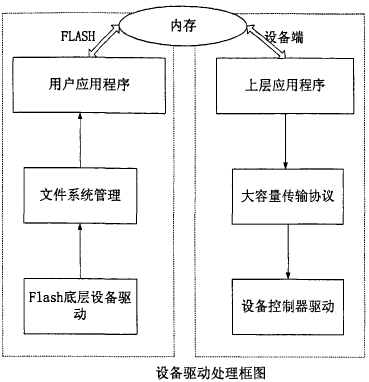 内存
FLASH
设备端
用户应用程序
上层应用程序
文件系统管理
大容量传输协议
Flash底层设备驱
动
设备控制器驱动
设备驱动处理框图